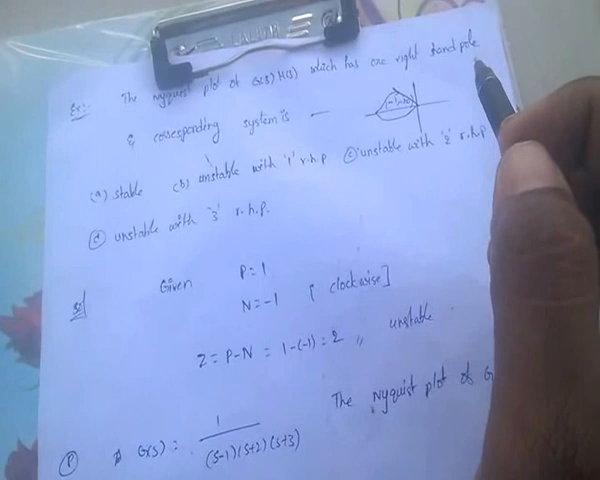 Ex:- The nyquist plot of G(s) H(s) which has one right hand pole
& corresponding system is —
(a) stable (b) unstable with '1' r.h.p (c) unstable with '2' r.h.p
(d) unstable with '3' r.h.p.
Sol Given P=1
N=-1 [clockwise]
Z = P-N = 1-(-1) = 2 ,, unstable
(P) G(s) = 1 / (s-1)(s+2)(s+3) The Nyquist plot of G